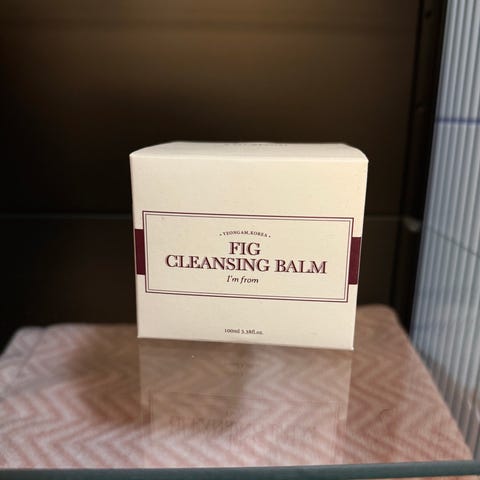 • YEONGAM, KOREA •
FIG
CLEANSING BALM
I'm from
100ml 3.38fl.oz.